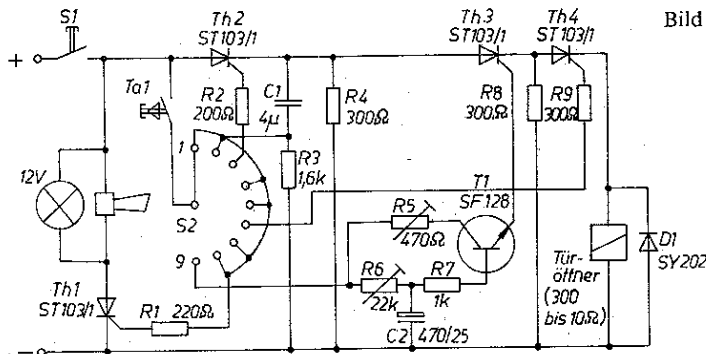 Bild
S1
+
Th2
ST103/1
Th3
ST103/1
Th4
ST103/1
Ta1
R2
200Ω
C1
4µ
R4
300Ω
R8
300Ω
R9
300Ω
1
R3
1,6k
12V
S2
T1
SF128
R5
470Ω
9
R6
22k
R7
1k
Tür-
öffner
(300
bis 10Ω)
D1
SY202
Th1
ST103/1
R1
220Ω
C2
470/25
−